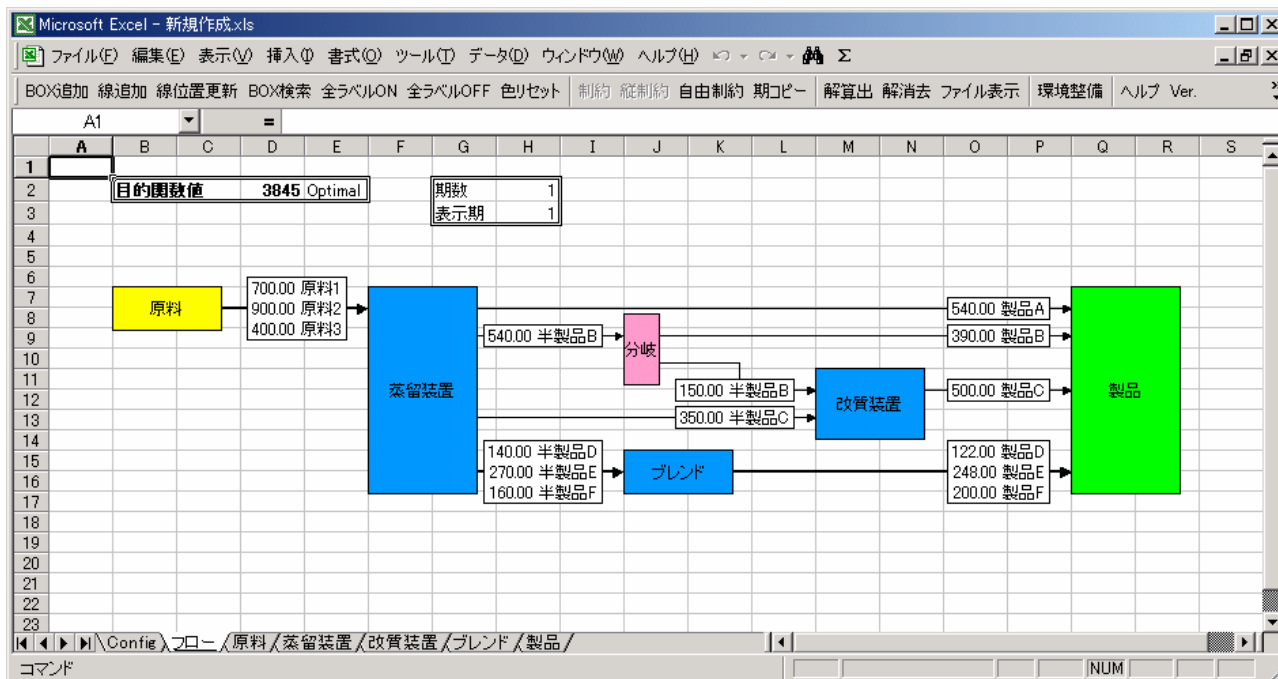 Microsoft Excel - 新規作成.xls
ファイル(F) 編集(E) 表示(V) 挿入(I) 書式(O) ツール(T) データ(D) ウィンドウ(W) ヘルプ(H) Σ
BOX追加 線追加 線位置更新 BOX検索 全ラベルON 全ラベルOFF 色リセット 制約 縦制約 自由制約 期コピー 解算出 解消去 ファイル表示 環境整備 ヘルプ Ver.
A1 =
A B C D E F G H I J K L M N O P Q R S
1
2 目的関数値 3845 Optimal 期数 1
3 表示期 1
4
5
6
7
8
9
10
11
12
13
14
15
16
17
18
19
20
21
22
23
原料
700.00 原料1
900.00 原料2
400.00 原料3
蒸留装置
540.00 半製品B
分岐
150.00 半製品B
350.00 半製品C
改質装置
140.00 半製品D
270.00 半製品E
160.00 半製品F
ブレンド
540.00 製品A
390.00 製品B
500.00 製品C
122.00 製品D
248.00 製品E
200.00 製品F
製品
Config フロー 原料 蒸留装置 改質装置 ブレンド 製品
コマンド NUM